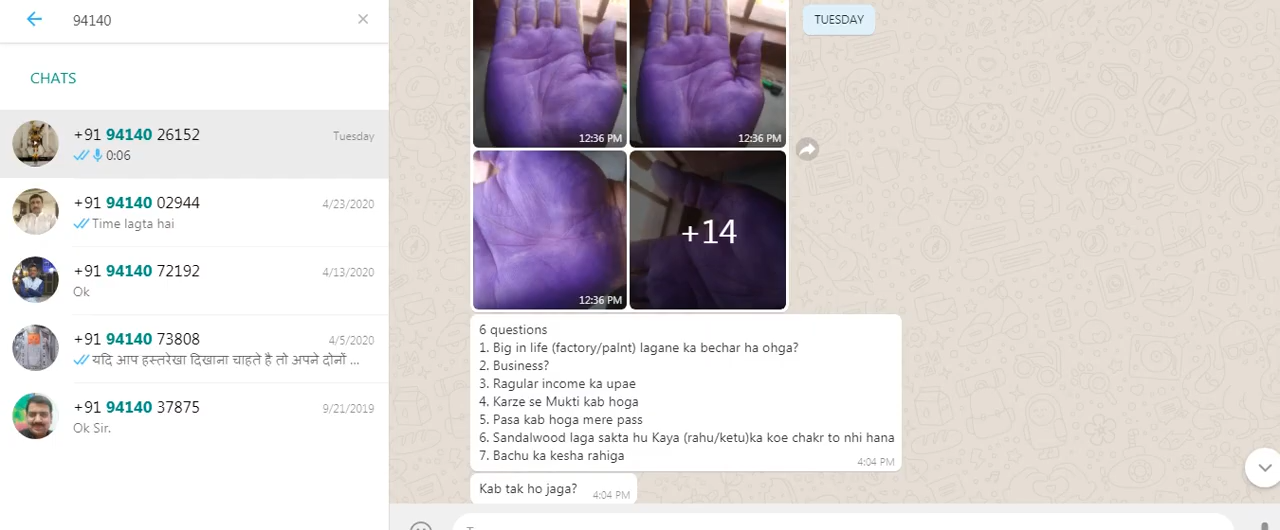 94140
CHATS
+91 94140 26152
Tuesday
0:06
+91 94140 02944
4/23/2020
Time lagta hai
+91 94140 72192
4/13/2020
Ok
+91 94140 73808
4/5/2020
यदि आप हस्तरेखा दिखाना चाहते है तो अपने दोनों ...
+91 94140 37875
9/21/2019
Ok Sir.
TUESDAY
12:36 PM
12:36 PM
12:36 PM
+14
6 questions
1. Big in life (factory/palnt) lagane ka bechar ha ohga?
2. Business?
3. Ragular income ka upae
4. Karze se Mukti kab hoga
5. Pasa kab hoga mere pass
6. Sandalwood laga sakta hu Kaya (rahu/ketu)ka koe chakr to nhi hana
7. Bachu ka kesha rahiga
4:04 PM
Kab tak ho jaga?
4:04 PM